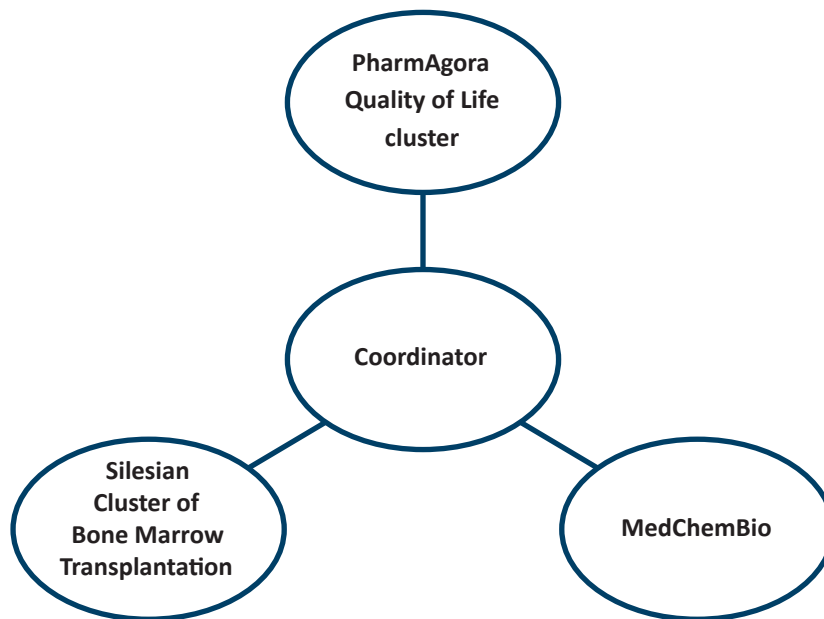 PharmAgora
Quality of Life
cluster
Coordinator
Silesian
Cluster of
Bone Marrow
Transplantation
MedChemBio